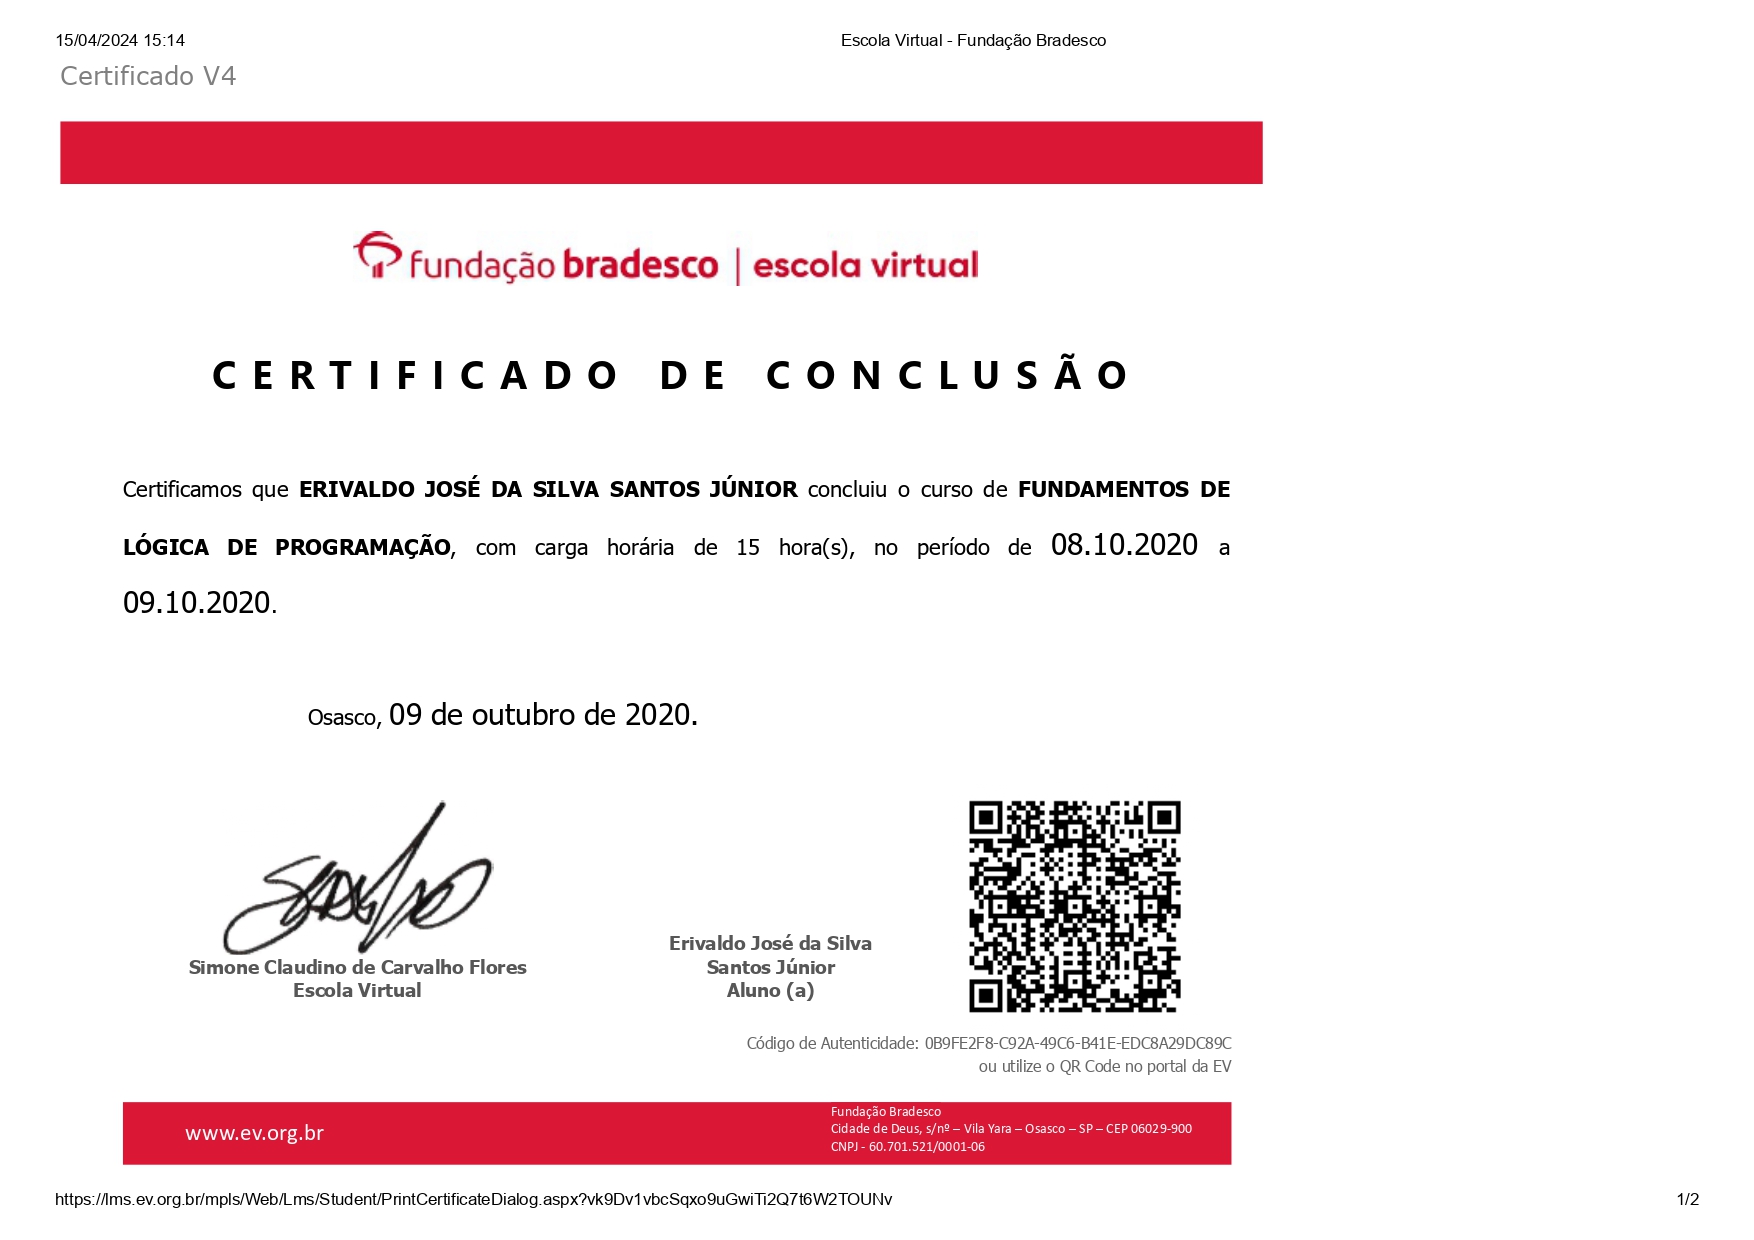 15/04/2024 15:14 Escola Virtual - Fundação Bradesco
Certificado V4
fundação bradesco | escola virtual
CERTIFICADO DE CONCLUSÃO
Certificamos que ERIVALDO JOSÉ DA SILVA SANTOS JÚNIOR concluiu o curso de FUNDAMENTOS DE
LÓGICA DE PROGRAMAÇÃO, com carga horária de 15 hora(s), no período de 08.10.2020 a
09.10.2020.
Osasco, 09 de outubro de 2020.
Simone Claudino de Carvalho Flores
Escola Virtual
Erivaldo José da Silva
Santos Júnior
Aluno (a)
Código de Autenticidade: 0B9FE2F8-C92A-49C6-B41E-EDC8A29DC89C
ou utilize o QR Code no portal da EV
www.ev.org.br
Fundação Bradesco
Cidade de Deus, s/nº – Vila Yara – Osasco – SP – CEP 06029-900
CNPJ - 60.701.521/0001-06
https://lms.ev.org.br/mpls/Web/Lms/Student/PrintCertificateDialog.aspx?vk9Dv1vbcSqxo9uGwiTi2Q7t6W2TOUNv 1/2